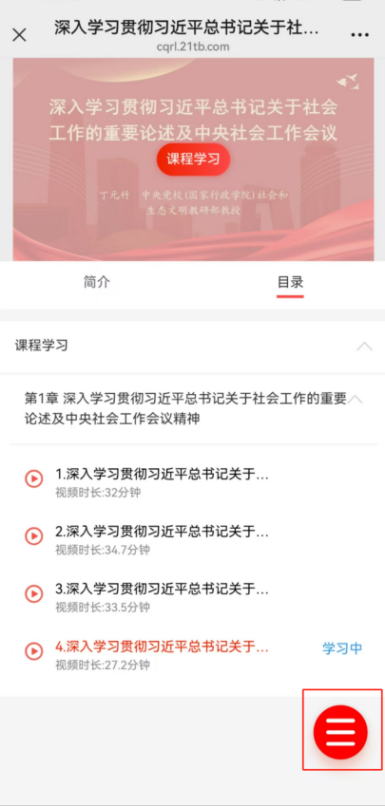 深入学习贯彻习近平总书记关于社...
cqrl.21tb.com
深入学习贯彻习近平总书记关于社会
工作的重要论述及中央社会工作会议
课程学习
丁元竹 中央党校(国家行政学院)社会和
生态文明教研部教授
简介
目录
课程学习
第1章 深入学习贯彻习近平总书记关于社会工作的重要
论述及中央社会工作会议精神
1.深入学习贯彻习近平总书记关于...
视频时长:32分钟
2.深入学习贯彻习近平总书记关于...
视频时长:34.7分钟
3.深入学习贯彻习近平总书记关于...
视频时长:33.5分钟
4.深入学习贯彻习近平总书记关于...
学习中
视频时长:27.2分钟